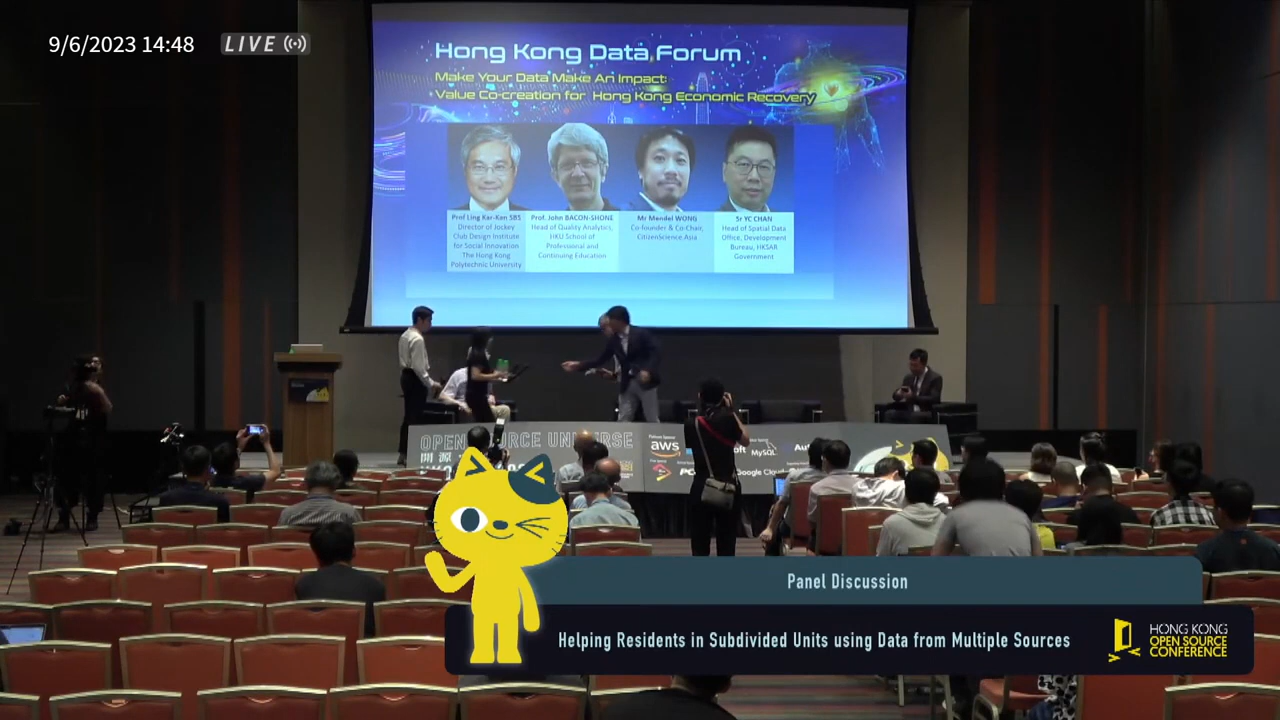 9/6/2023 14:48
LIVE
Hong Kong Data Forum
Make Your Data Make An Impact:
Value Co-creation for Hong Kong Economic Recovery
Prof Ling Kar-Kan SBS
Director of Jockey
Club Design Institute
for Social Innovation
The Hong Kong
Polytechnic University
Prof. John BACON-SHONE
Head of Quality Analytics,
HKU School of
Professional and
Continuing Education
Mr Mendel WONG
Co-founder & Co-Chair,
CitizenScience.Asia
Sr YC CHAN
Head of Spatial Data
Office, Development
Bureau, HKSAR
Government
OPEN SOURCE UNIVERSE
aws
MySQL
Google Cloud
Panel Discussion
Helping Residents in Subdivided Units using Data from Multiple Sources
HONG KONG
OPEN SOURCE
CONFERENCE